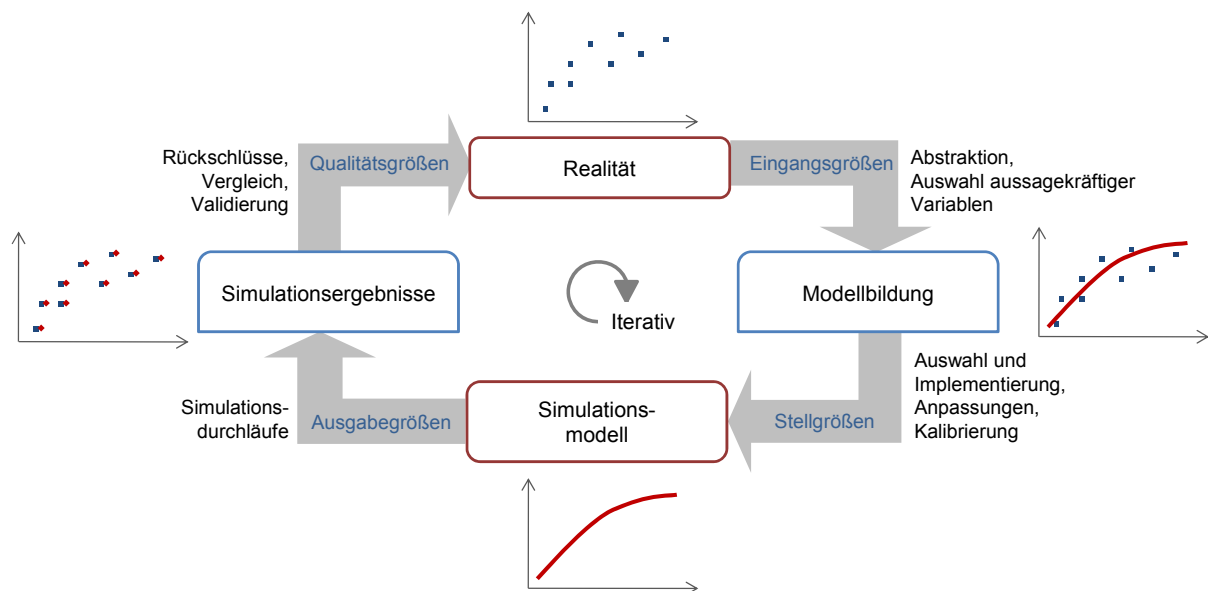 Rückschlüsse,
Vergleich,
Validierung
Qualitätsgrößen
Realität
Eingangsgrößen
Abstraktion,
Auswahl aussagekräftiger
Variablen
Simulationsergebnisse
Iterativ
Modellbildung
Simulations-
durchläufe
Ausgabegrößen
Simulations-
modell
Stellgrößen
Auswahl und
Implementierung,
Anpassungen,
Kalibrierung